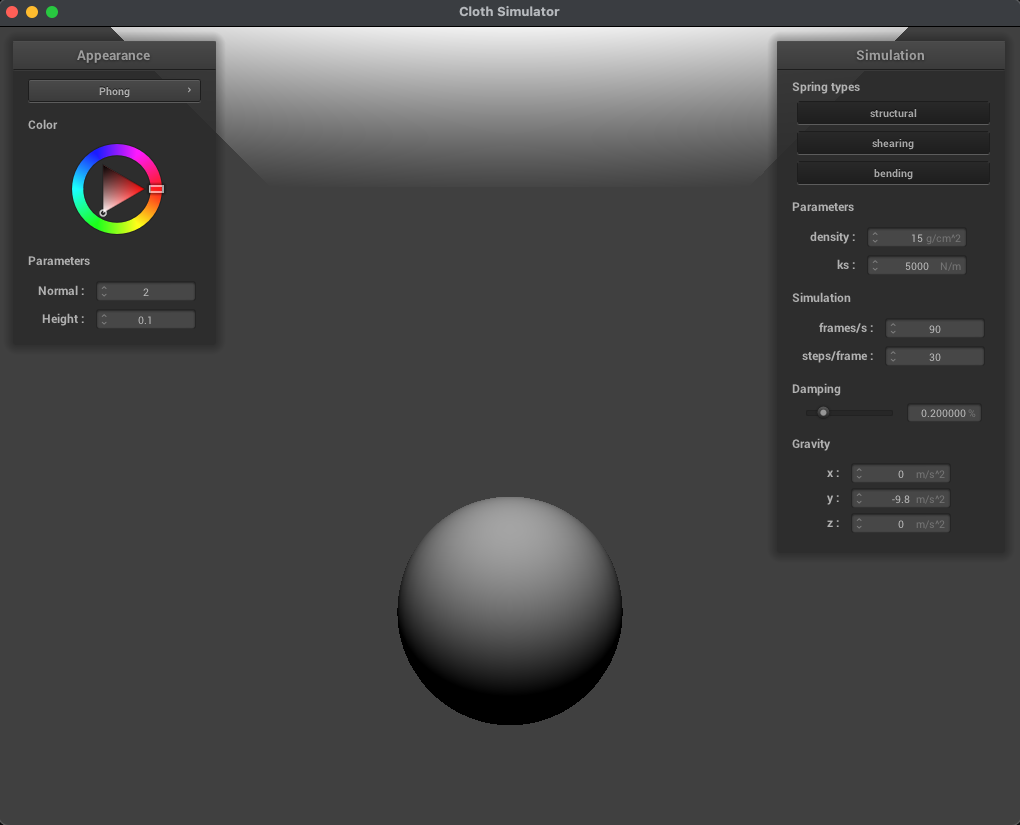 Cloth Simulator
Appearance
Phong
Color
Parameters
Normal : 2
Height : 0.1
Simulation
Spring types
structural
shearing
bending
Parameters
density : 15 g/cm^2
ks : 5000 N/m
Simulation
frames/s : 90
steps/frame : 30
Damping
0.200000 %
Gravity
x : 0 m/s^2
y : -9.8 m/s^2
z : 0 m/s^2